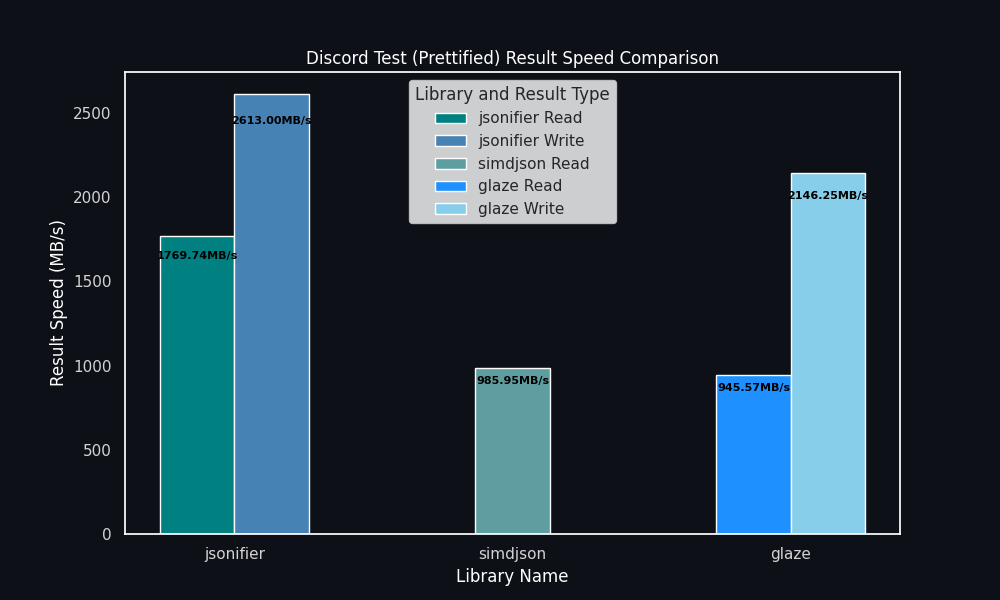 Discord Test (Prettified) Result Speed Comparison
Library and Result Type
jsonifier Read
jsonifier Write
simdjson Read
glaze Read
glaze Write
Result Speed (MB/s)
2500
2000
1500
1000
500
0
1769.74MB/s
2613.00MB/s
985.95MB/s
945.57MB/s
2146.25MB/s
jsonifier
simdjson
glaze
Library Name